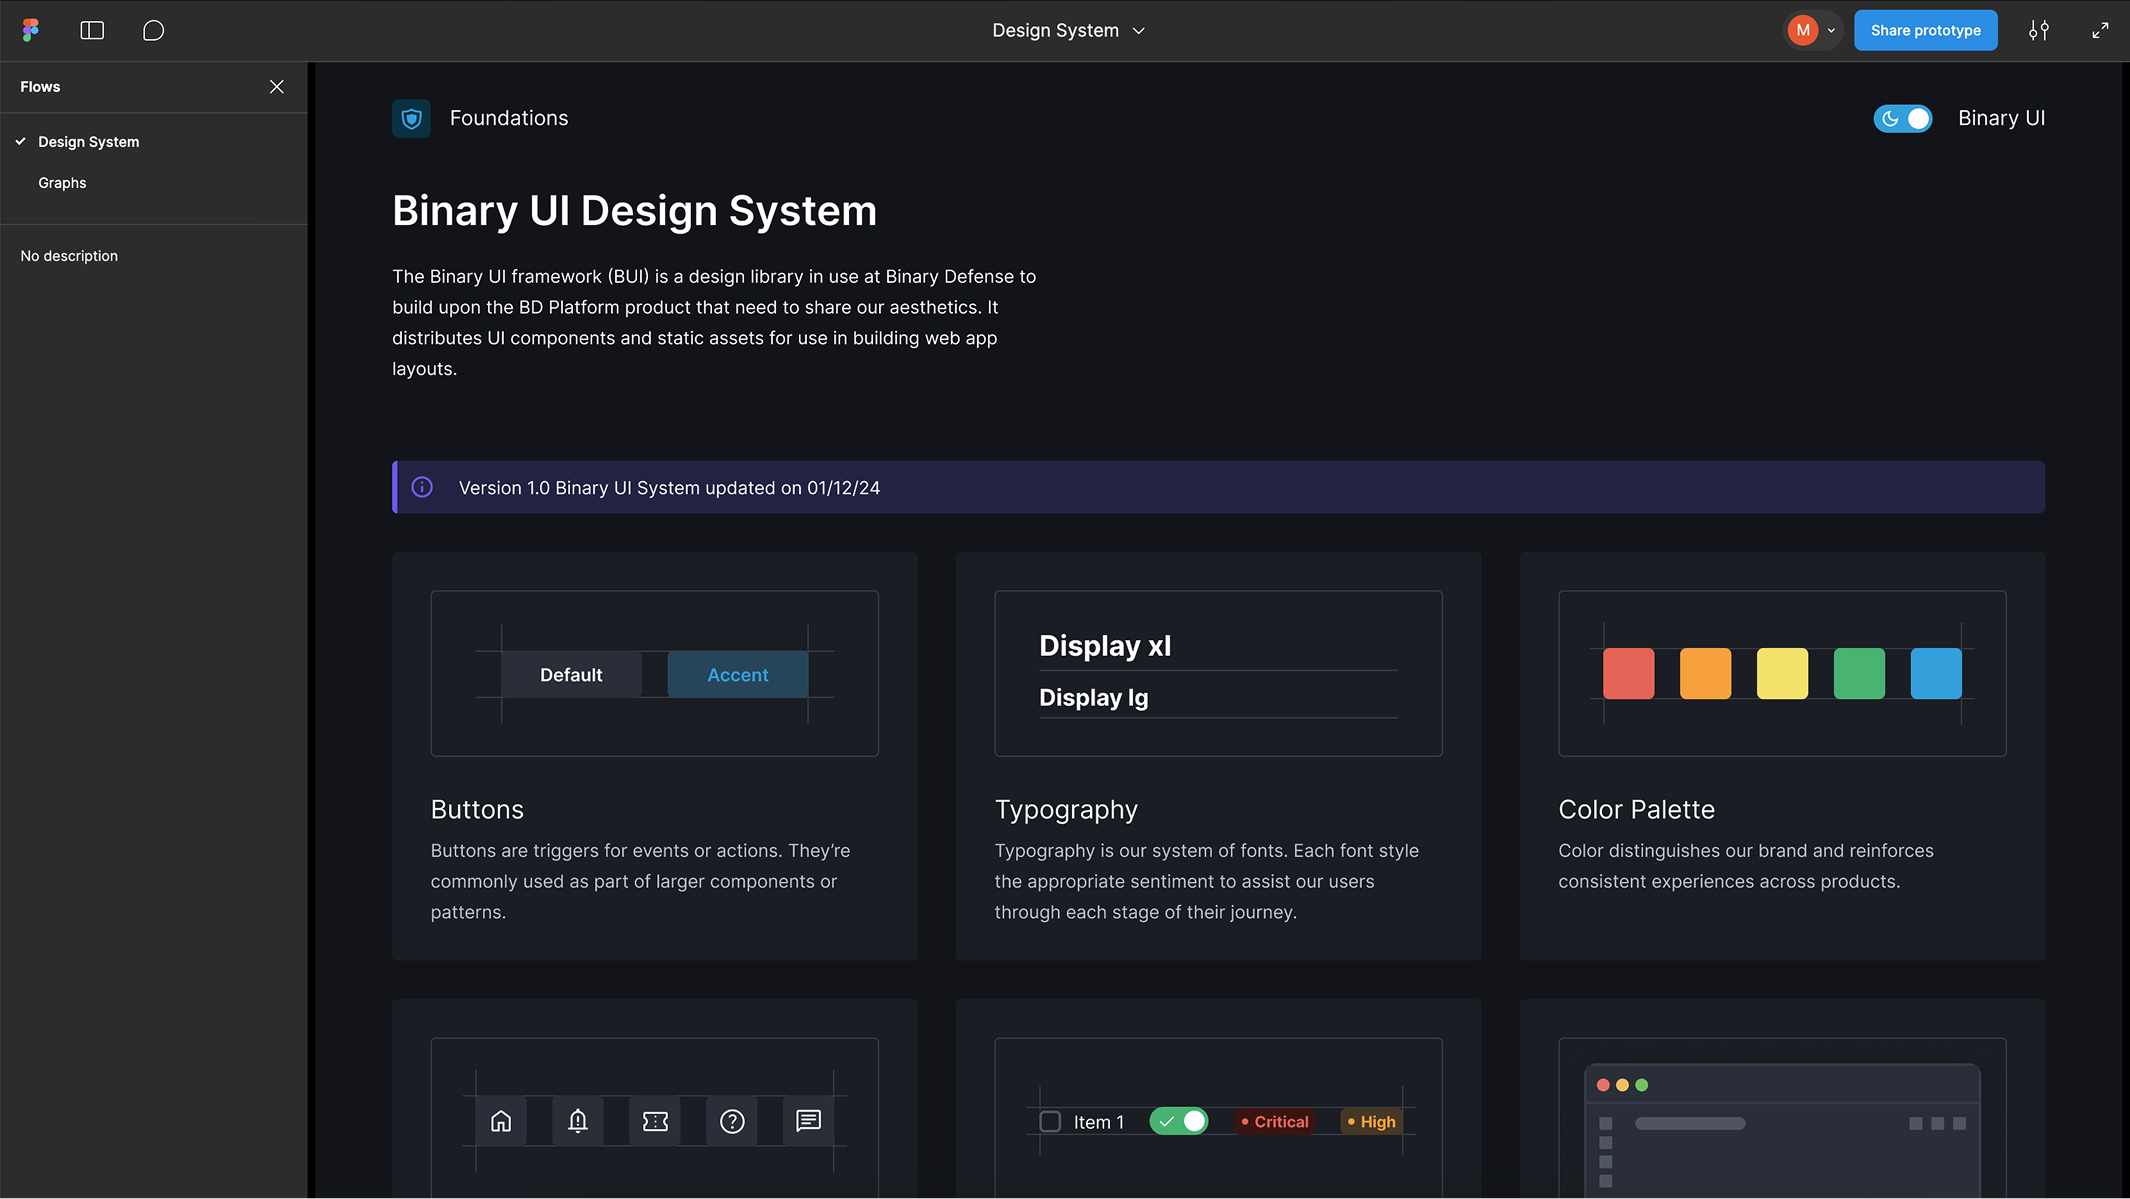 Design System
M
Share prototype
Flows
Design System
Graphs
No description
Foundations
Binary UI
Binary UI Design System
The Binary UI framework (BUI) is a design library in use at Binary Defense to
build upon the BD Platform product that need to share our aesthetics. It
distributes UI components and static assets for use in building web app
layouts.
Version 1.0 Binary UI System updated on 01/12/24
Default
Accent
Buttons
Buttons are triggers for events or actions. They’re
commonly used as part of larger components or
patterns.
Display xl
Display lg
Typography
Typography is our system of fonts. Each font style
the appropriate sentiment to assist our users
through each stage of their journey.
Color Palette
Color distinguishes our brand and reinforces
consistent experiences across products.
Item 1
Critical
High